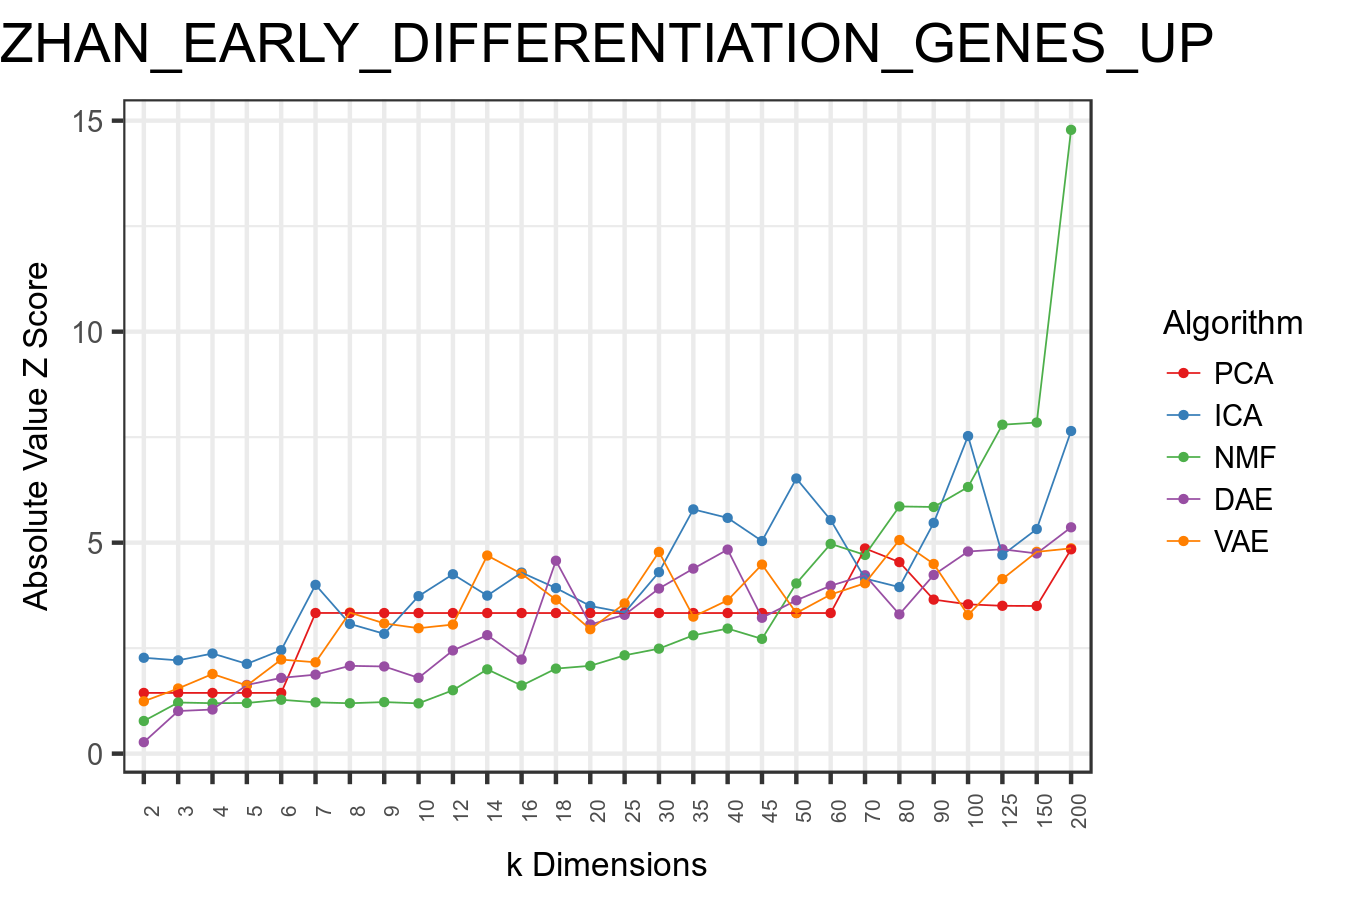 ZHAN_EARLY_DIFFERENTIATION_GENES_UP
Absolute Value Z Score
15
10
5
0
2 3 4 5 6 7 8 9 10 12 14 16 18 20 25 30 35 40 45 50 60 70 80 90 100 125 150 200
k Dimensions
Algorithm
PCA
ICA
NMF
DAE
VAE